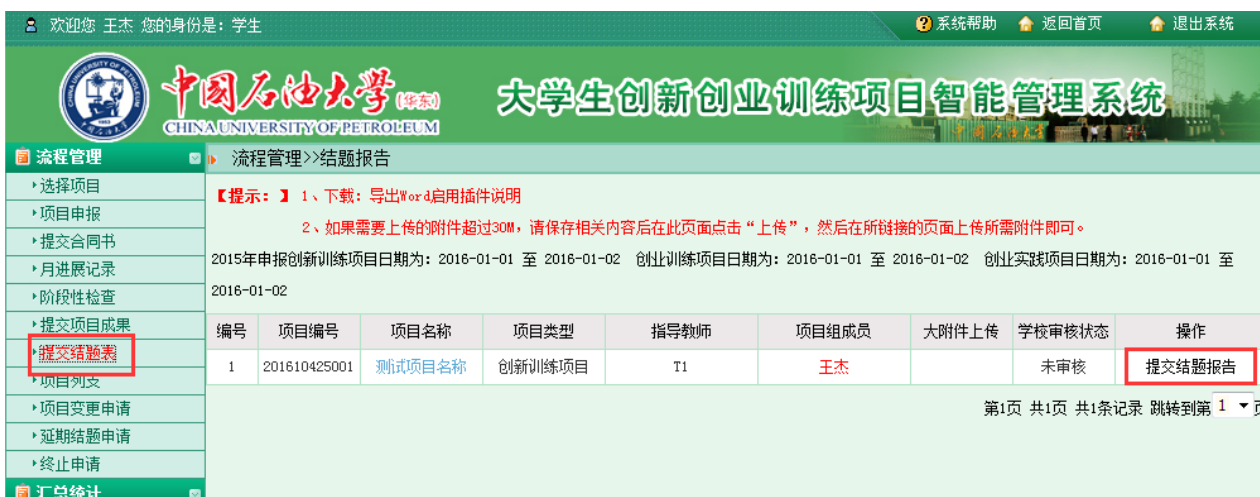 欢迎您 王杰 您的身份是：学生
系统帮助 返回首页 退出系统
中国石油大学(华东)
CHINA UNIVERSITY OF PETROLEUM
大学生创新创业训练项目智能管理系统
流程管理
选择项目
项目申报
提交合同书
月进展记录
阶段性检查
提交项目成果
提交结题表
项目列支
项目变更申请
延期结题申请
终止申请
汇总统计
流程管理>>结题报告
【提示：】 1、下载：导出Word启用插件说明
2、如果需要上传的附件超过30M，请保存相关内容后在此页面点击“上传”，然后在所链接的页面上传所需附件即可。
2015年申报创新训练项目日期为：2016-01-01 至 2016-01-02 创业训练项目日期为：2016-01-01 至 2016-01-02 创业实践项目日期为：2016-01-01 至
2016-01-02
编号 项目编号 项目名称 项目类型 指导教师 项目组成员 大附件上传 学校审核状态 操作
1 201610425001 测试项目名称 创新训练项目 T1 王杰 未审核 提交结题报告
第1页 共1页 共1条记录 跳转到第 1 页